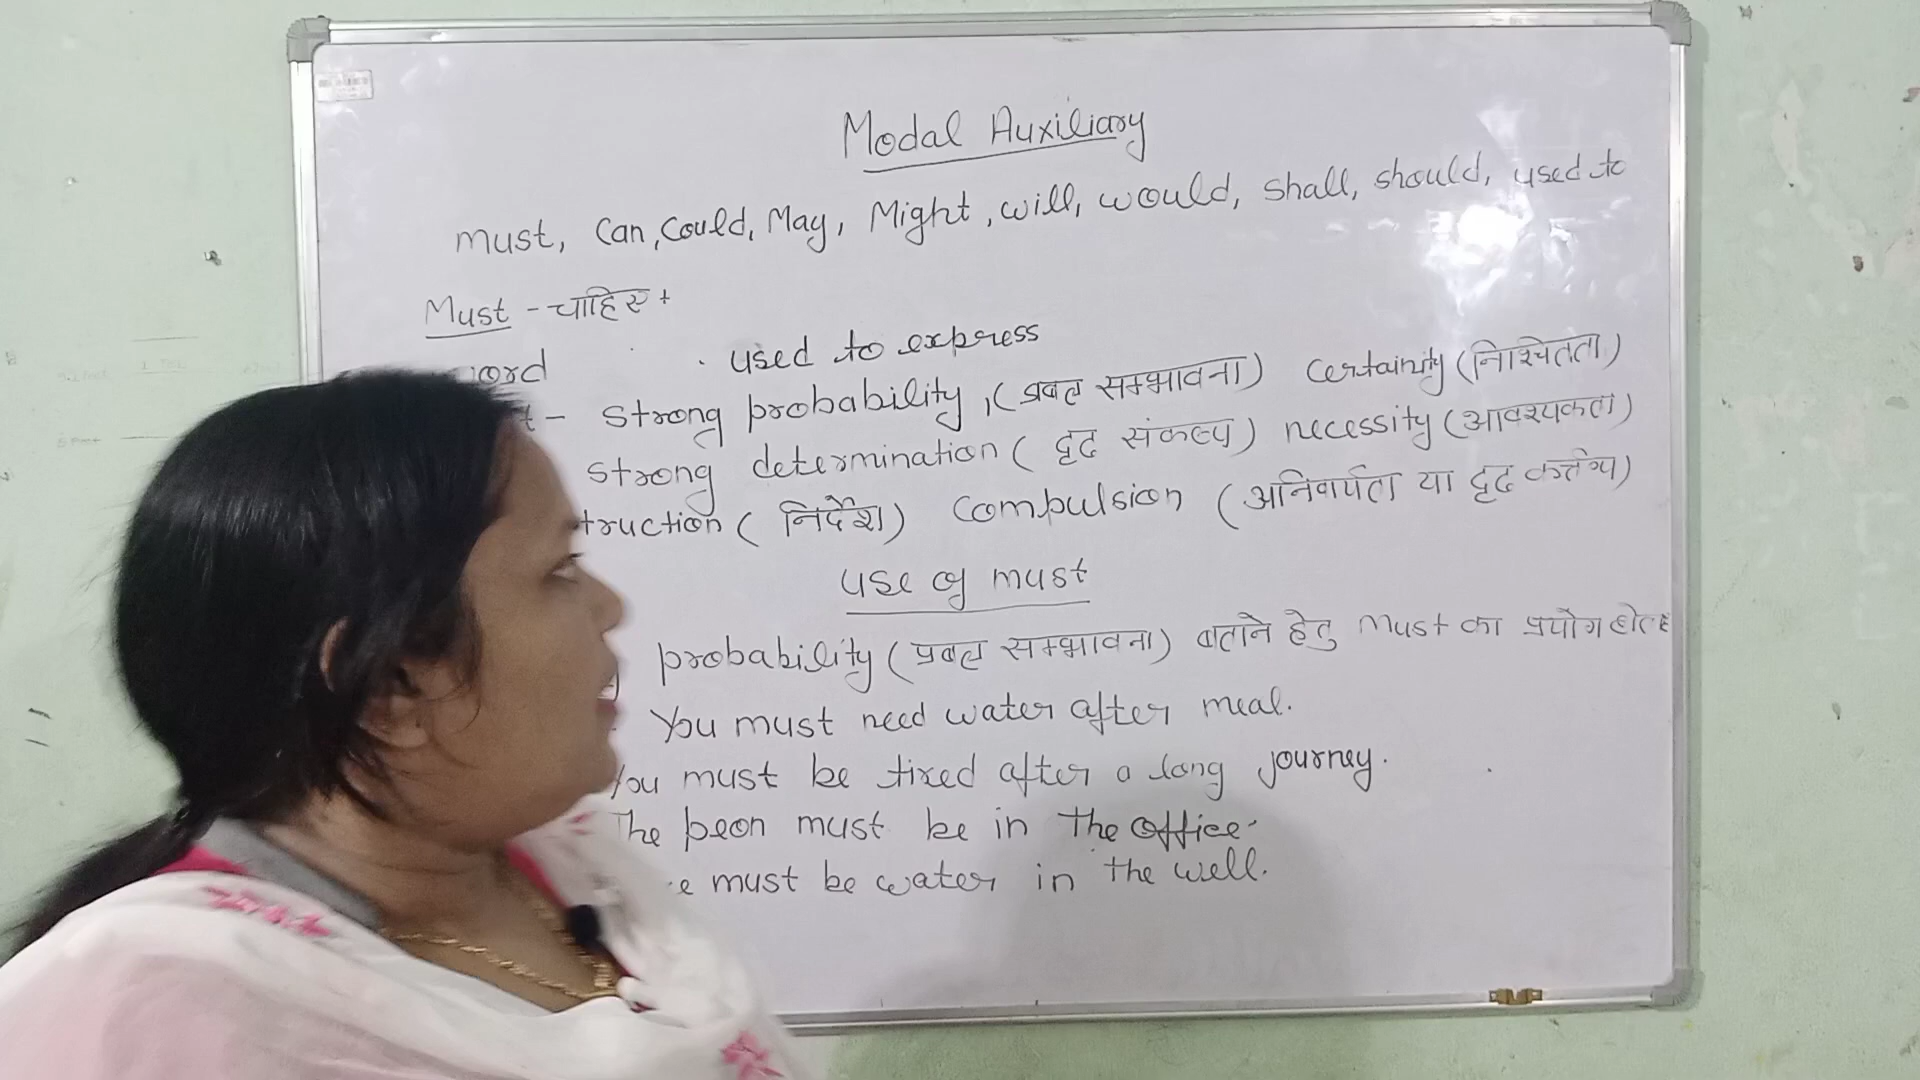 Modal Auxiliary
must, Can, Could, May, Might, will, would, shall, should, used to
Must - चाहिए +
word used to express
t - strong probability, (प्रबल सम्भावना) Certainity (निश्चितता)
strong determination (दृढ संकल्प) necessity (आवश्यकता)
truction (निर्देश) Compulsion (अनिवार्यता या दृढ कर्त्तव्य)
use of must
probability (प्रबल सम्भावना) बताने हेतु must का प्रयोग होता है
You must need water after meal.
You must be tired after a long journey.
The peon must be in the office.
e must be water in the well.